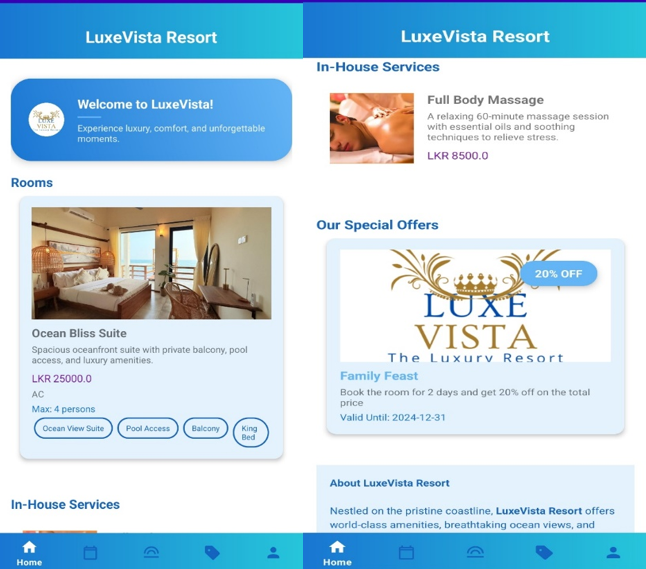 LuxeVista Resort
LUXE
VISTA
Welcome to LuxeVista!
Experience luxury, comfort, and unforgettable
moments.
Rooms
Ocean Bliss Suite
Spacious oceanfront suite with private balcony, pool
access, and luxury amenities.
LKR 25000.0
AC
Max: 4 persons
Ocean View Suite
Pool Access
Balcony
King
Bed
In-House Services
Home
LuxeVista Resort
In-House Services
Full Body Massage
A relaxing 60-minute massage session
with essential oils and soothing
techniques to relieve stress.
LKR 8500.0
Our Special Offers
20% OFF
LUXE
VISTA
The Luxury Resort
Family Feast
Book the room for 2 days and get 20% off on the total
price
Valid Until: 2024-12-31
About LuxeVista Resort
Nestled on the pristine coastline, LuxeVista Resort offers
world-class amenities, breathtaking ocean views, and
Home